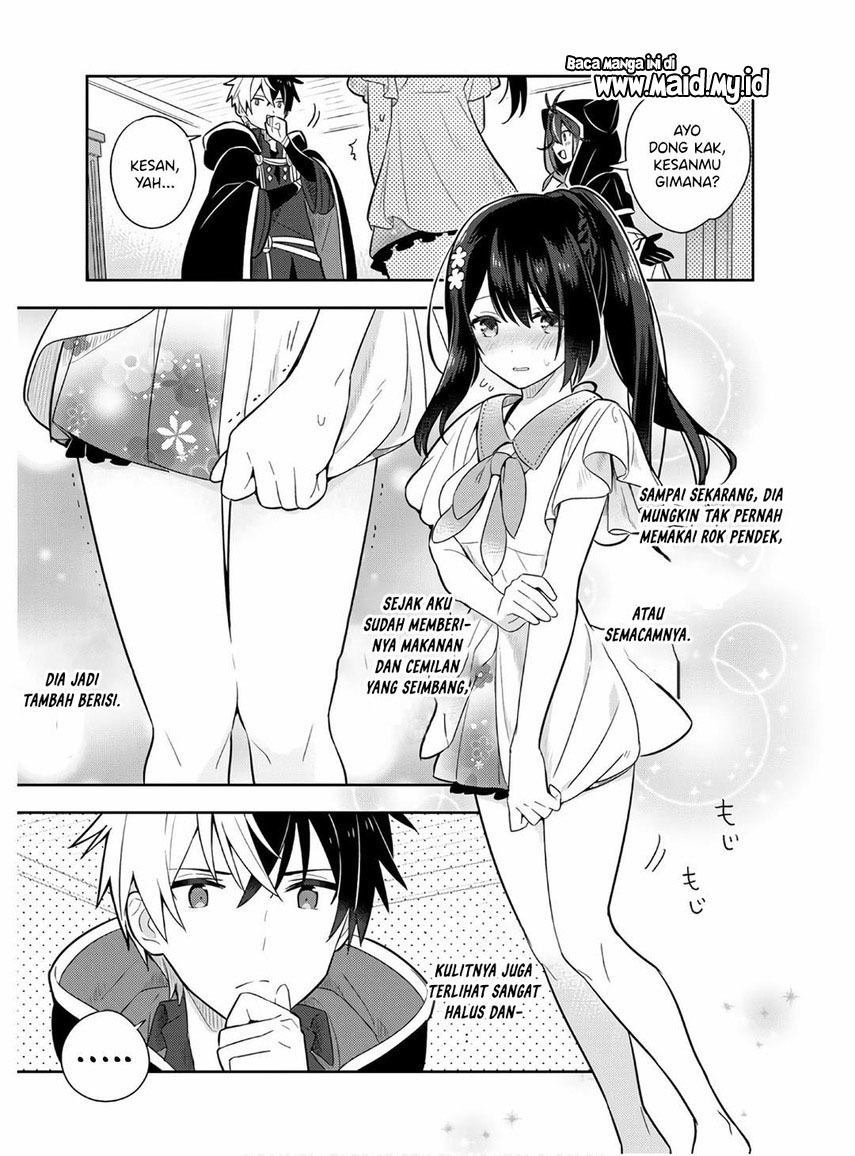 Baca Manga ini di
www.Maid.my.id
AYO
DONG KAK,
KESANMU
GIMANA?
KESAN,
YAH...
SAMPAI SEKARANG, DIA
MUNGKIN TAK PERNAH
MEMAKAI ROK PENDEK,
ATAU
SEMACAMNYA.
SEJAK AKU
SUDAH MEMBERI-
NYA MAKANAN
DAN CEMILAN
YANG SEIMBANG,
DIA JADI
TAMBAH BERISI.
もじ
もじ
KULITNYA JUGA
TERLIHAT SANGAT
HALUS DAN-
.....